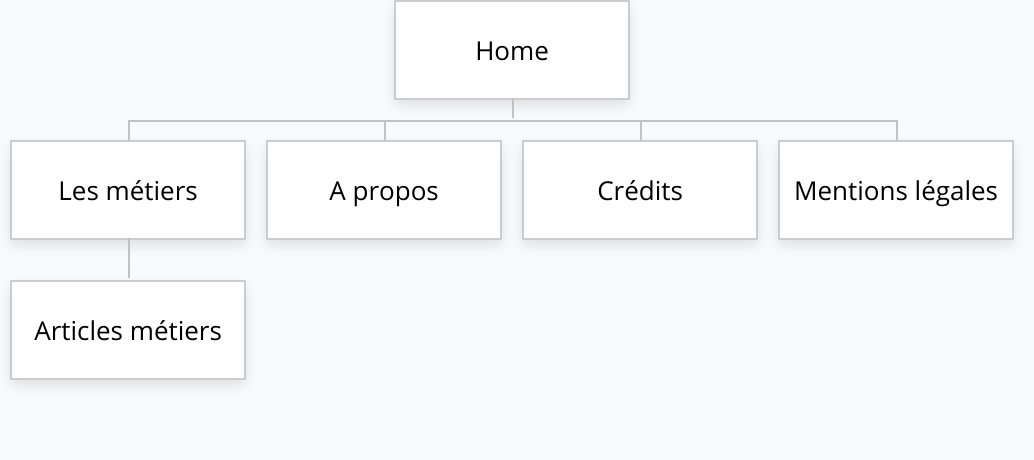 Home
Les métiers
A propos
Crédits
Mentions légales
Articles métiers